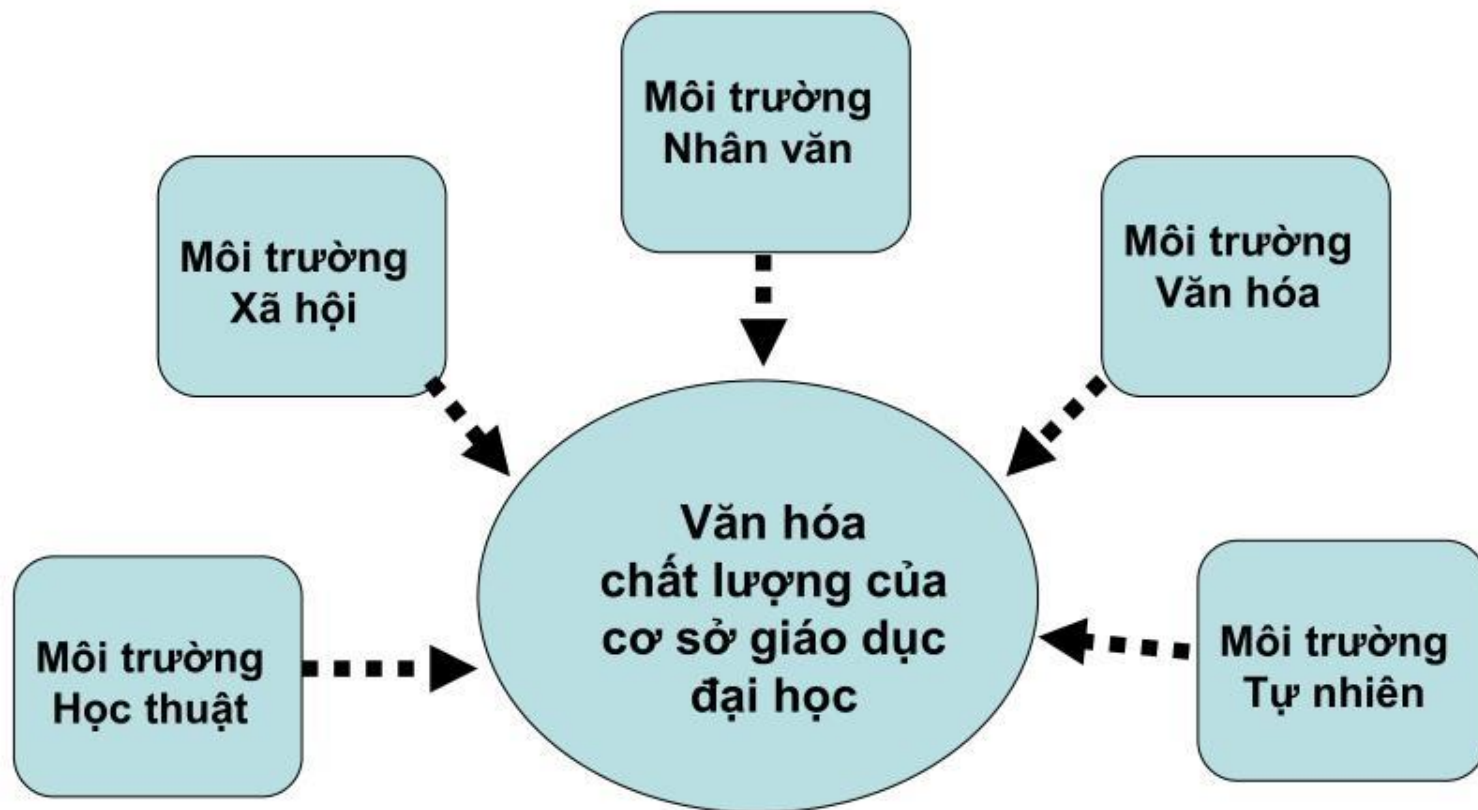 Môi trường
Nhân văn
Môi trường
Xã hội
Môi trường
Văn hóa
Văn hóa
chất lượng của
cơ sở giáo dục
đại học
Môi trường
Học thuật
Môi trường
Tự nhiên